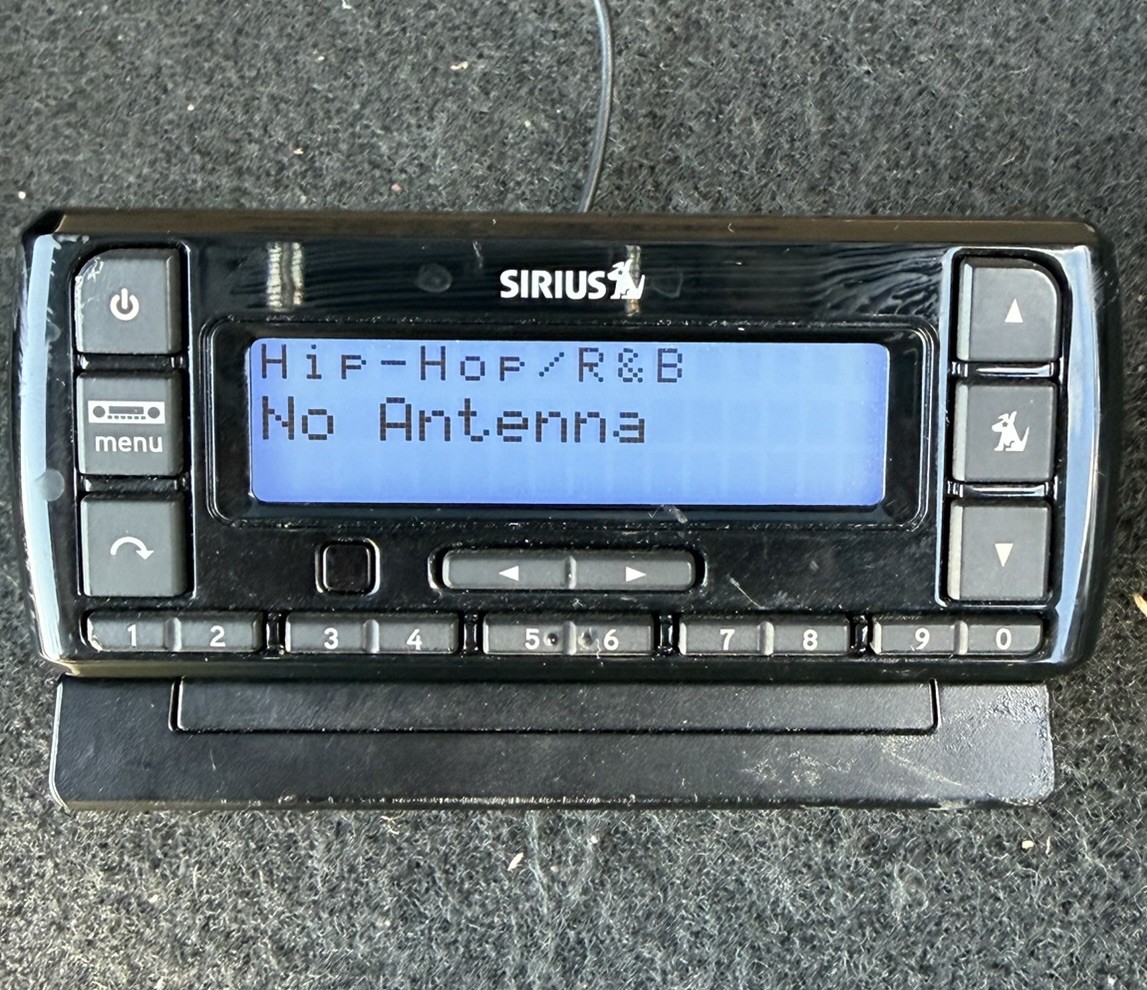 SIRIUS
Hip-Hop/R&B
No Antenna
menu
1 2 3 4 5 6 7 8 9 0